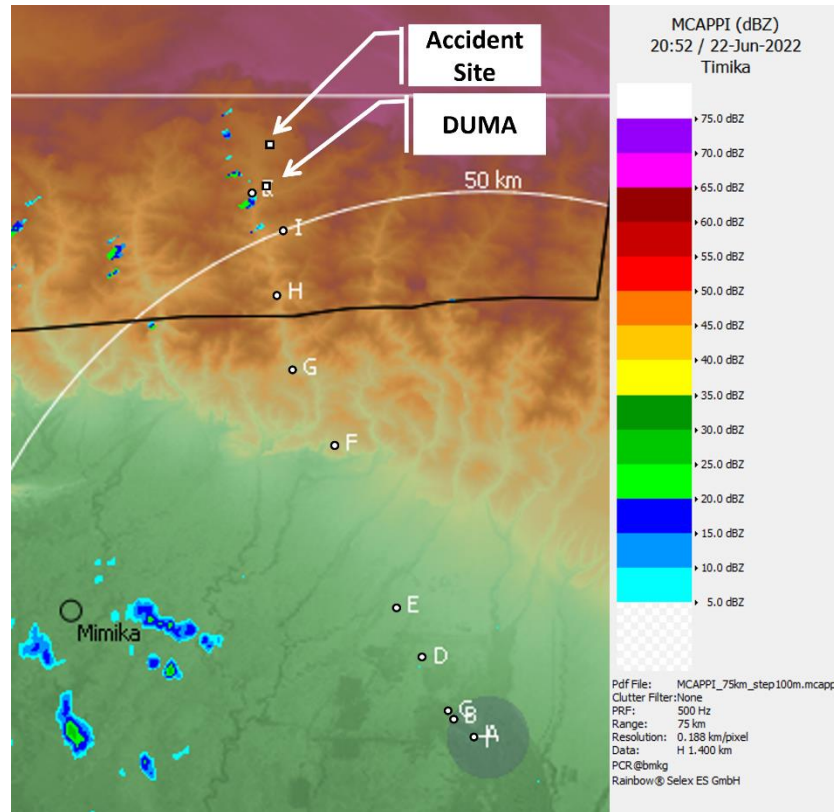 Accident
Site
DUMA
50 km
I
H
G
F
E
Mimika
D
C
B
A
MCAPPI (dBZ)
20:52 / 22-Jun-2022
Timika
75.0 dBZ
70.0 dBZ
65.0 dBZ
60.0 dBZ
55.0 dBZ
50.0 dBZ
45.0 dBZ
40.0 dBZ
35.0 dBZ
30.0 dBZ
25.0 dBZ
20.0 dBZ
15.0 dBZ
10.0 dBZ
5.0 dBZ
Pdf File: MCAPPI_75km_step100m.mcapp
Clutter Filter:None
PRF: 500 Hz
Range: 75 km
Resolution: 0.188 km/pixel
Data: H 1.400 km
PCR@bmkg
Rainbow® Selex ES GmbH